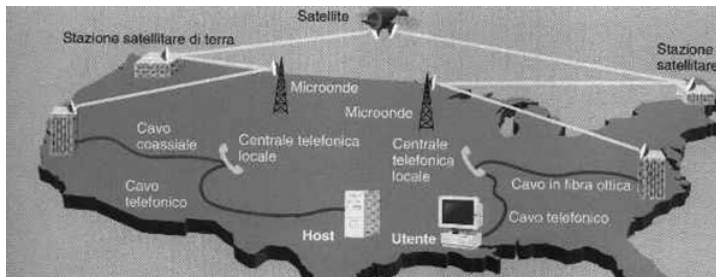 Satellite
Stazione satellitare di terra
Stazione
satellitare
Microonde
Microonde
Cavo
coassiale
Centrale telefonica
locale
Centrale
telefonica
locale
Cavo in fibra ottica
Cavo
telefonico
Cavo telefonico
Host
Utente